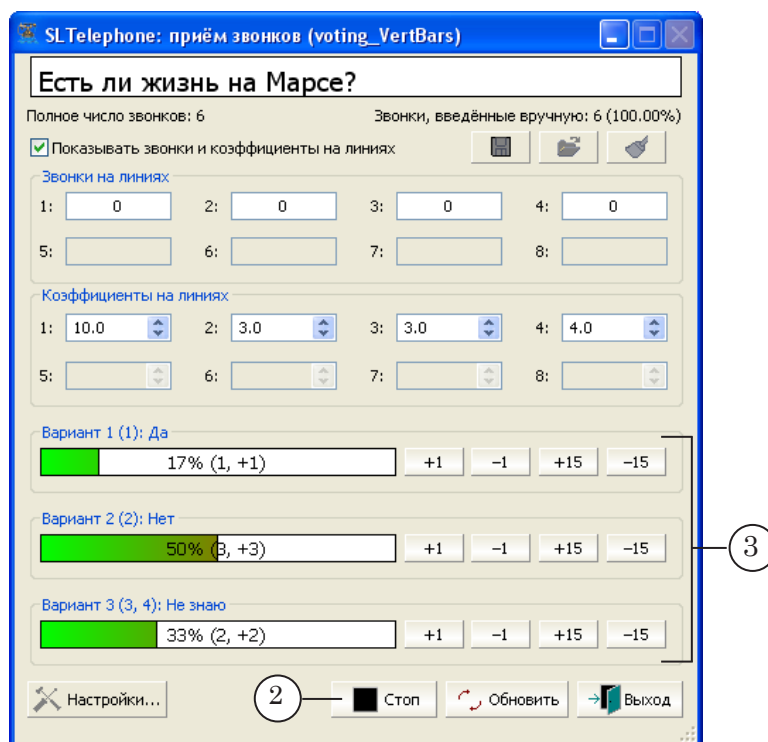 SLTelephone: приём звонков (voting_VertBars)
Есть ли жизнь на Марсе?
Полное число звонков: 6 Звонки, введённые вручную: 6 (100.00%)
Показывать звонки и коэффициенты на линиях
Звонки на линиях
1: 0 2: 0 3: 0 4: 0
5: 6: 7: 8:
Коэффициенты на линиях
1: 10.0 2: 3.0 3: 3.0 4: 4.0
5: 6: 7: 8:
Вариант 1 (1): Да
17% (1, +1) +1 −1 +15 −15
Вариант 2 (2): Нет
50% (3, +3) +1 −1 +15 −15
3
Вариант 3 (3, 4): Не знаю
33% (2, +2) +1 −1 +15 −15
Настройки... 2 Стоп Обновить Выход